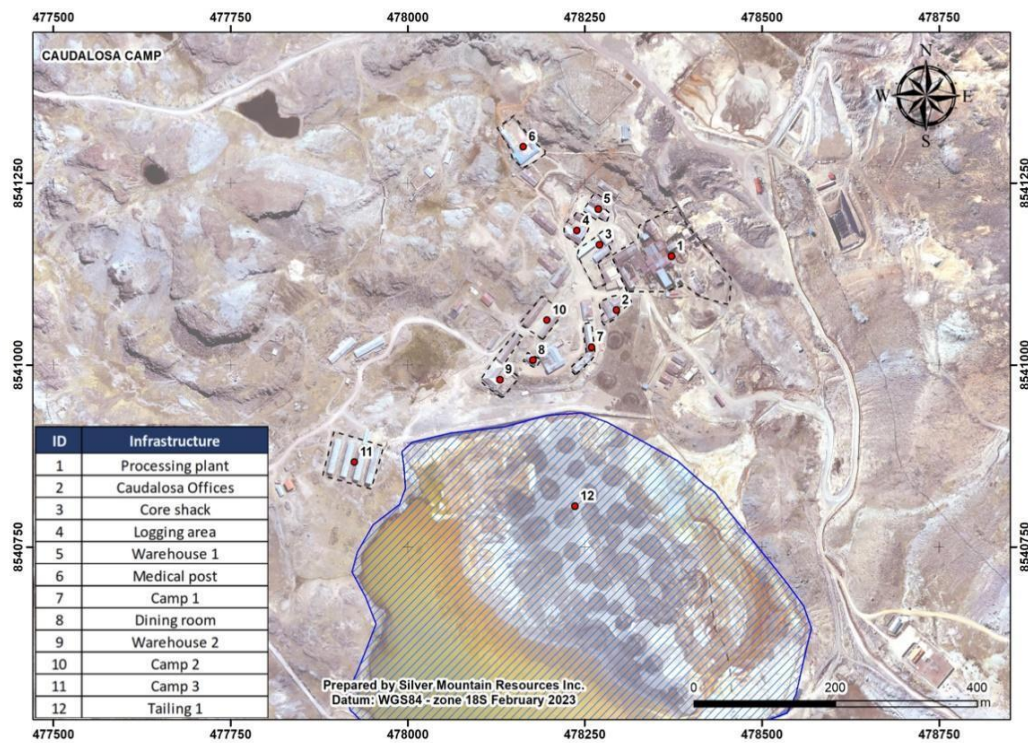 477500 477750 478000 478250 478500 478750
CAUDALOSA CAMP
N
W E
S
8541250 8541250
8541000 8541000
8540750 8540750
6
5
4
3
1
2
10
7
8
9
11
12
ID Infrastructure
1 Processing plant
2 Caudalosa Offices
3 Core shack
4 Logging area
5 Warehouse 1
6 Medical post
7 Camp 1
8 Dining room
9 Warehouse 2
10 Camp 2
11 Camp 3
12 Tailing 1
Prepared by Silver Mountain Resources Inc.
Datum: WGS84 - zone 18S February 2023
0 200 400
m
477500 477750 478000 478250 478500 478750